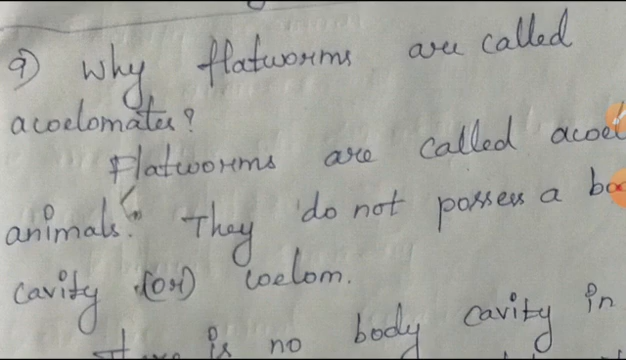 9) Why flatworms are called
acoelomates?
Flatworms are called acoel
animals. They do not possess a bo
cavity (or) coelom.
There is no body cavity in